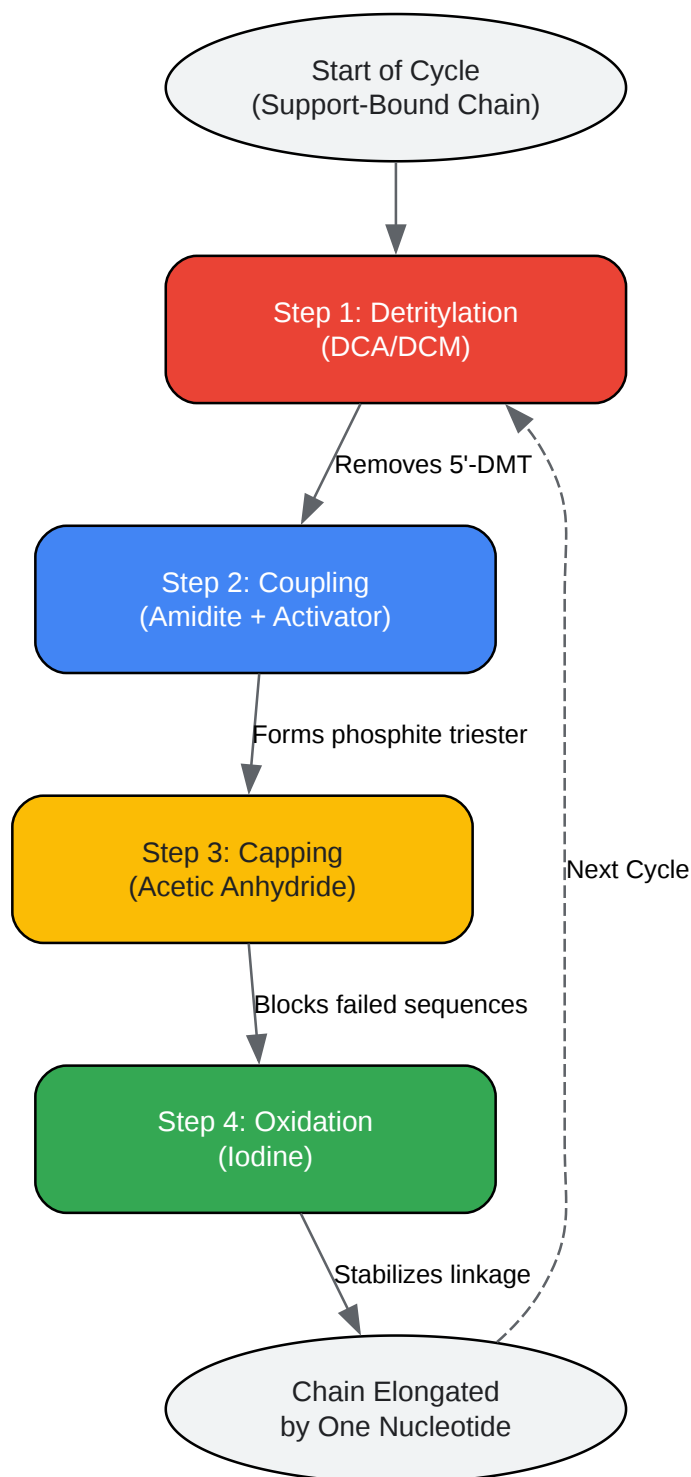 Start of Cycle
(Support-Bound Chain)
Step 1: Detritylation
(DCA/DCM)
Removes 5'-DMT
Step 2: Coupling
(Amidite + Activator)
Forms phosphite triester
Step 3: Capping
(Acetic Anhydride)
Next Cycle
Blocks failed sequences
Step 4: Oxidation
(Iodine)
Stabilizes linkage
Chain Elongated
by One Nucleotide